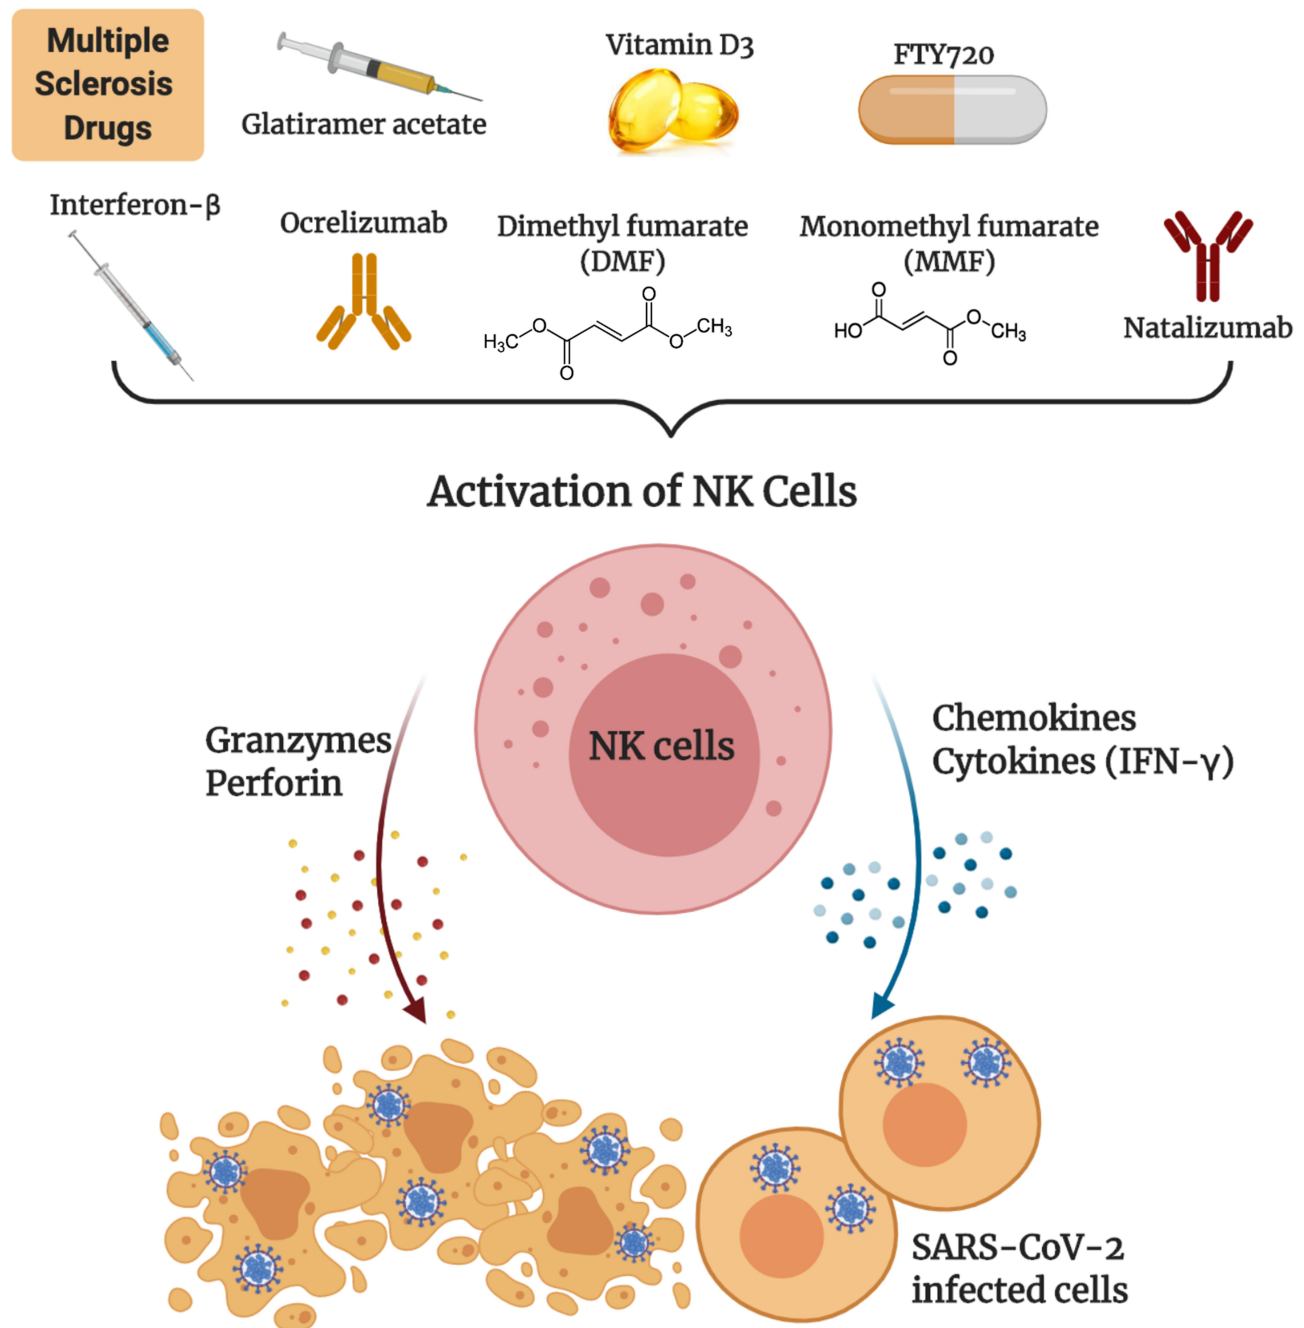 Multiple
Sclerosis
Drugs
Glatiramer acetate
Vitamin D3
FTY720
Interferon-β
Ocrelizumab
Dimethyl fumarate
(DMF)
Monomethyl fumarate
(MMF)
Natalizumab
H₃C
O
O
O
O
CH₃
HO
O
O
O
CH₃
Activation of NK Cells
NK cells
Granzymes
Perforin
Chemokines
Cytokines (IFN-γ)
SARS-CoV-2
infected cells